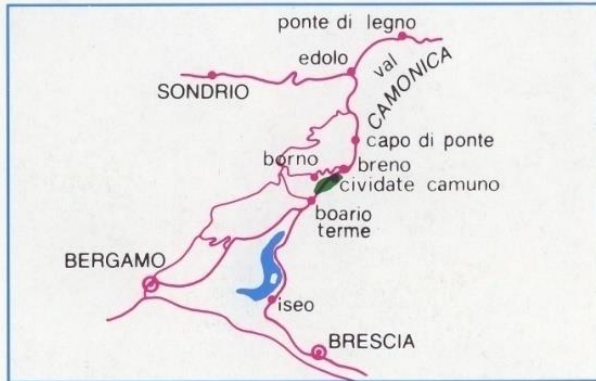 ponte di legno
edolo
val
CAMONICA
SONDRIO
capo di ponte
borno
breno
cividate camuno
boario
terme
BERGAMO
iseo
BRESCIA